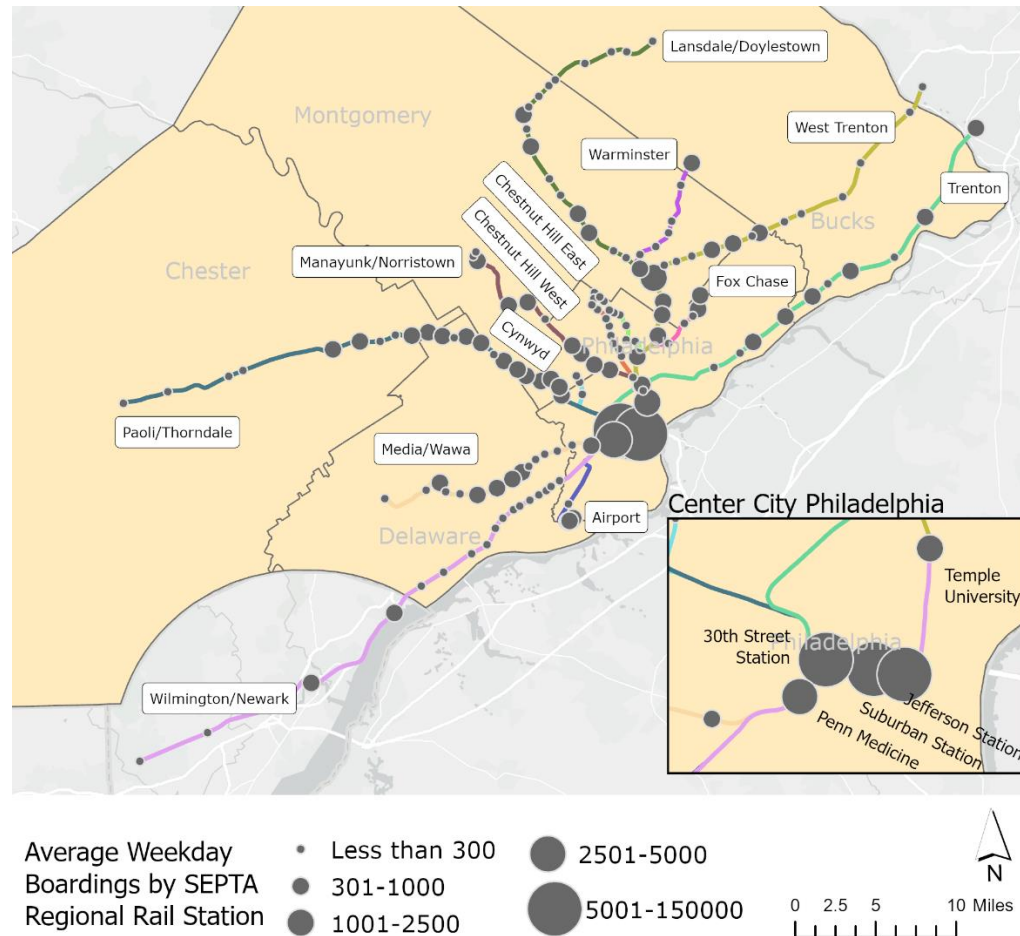 Lansdale/Doylestown
Montgomery
West Trenton
Warminster
Trenton
Chestnut Hill East
Bucks
Chestnut Hill West
Chester
Manayunk/Norristown
Fox Chase
Cynwyd
Philadelphia
Paoli/Thorndale
Media/Wawa
Airport
Delaware
Wilmington/Newark
Center City Philadelphia
Temple
University
Philadelphia
30th Street
Station
Jefferson Station
Suburban Station
Penn Medicine
Average Weekday
Boardings by SEPTA
Regional Rail Station
Less than 300
301-1000
1001-2500
2501-5000
5001-150000
N
0 2.5 5 10 Miles